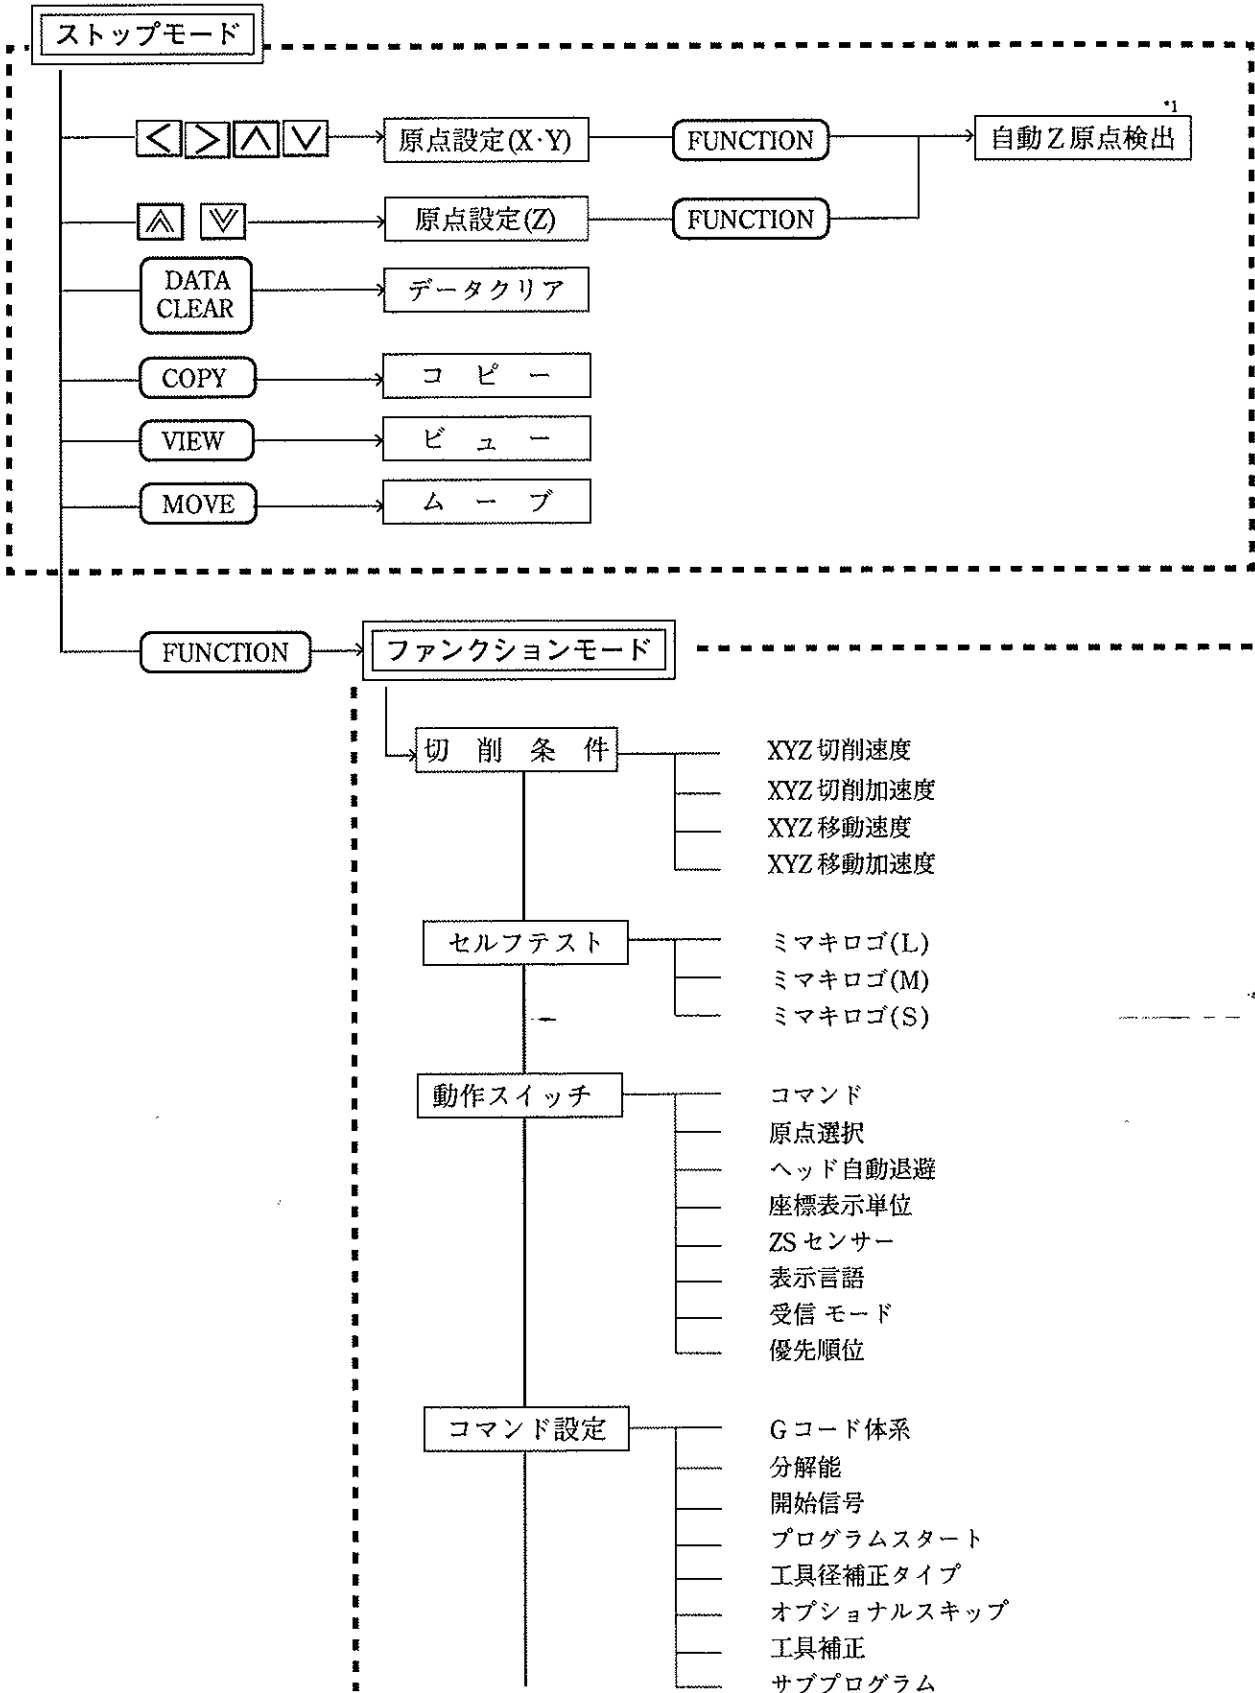 ストップモード
< > ∧ ∨ 原点設定(X·Y) FUNCTION 自動Z原点検出 *1
原点設定(Z) FUNCTION
DATA CLEAR データクリア
COPY コピー
VIEW ビュー
MOVE ムーブ
FUNCTION ファンクションモード
切削条件 XYZ切削速度
XYZ切削加速度
XYZ移動速度
XYZ移動加速度
セルフテスト ミマキロゴ(L)
ミマキロゴ(M)
ミマキロゴ(S)
動作スイッチ コマンド
原点選択
ヘッド自動退避
座標表示単位
ZSセンサー
表示言語
受信 モード
優先順位
コマンド設定 Gコード体系
分解能
開始信号
プログラムスタート
工具径補正タイプ
オプショナルスキップ
工具補正
サブプログラム